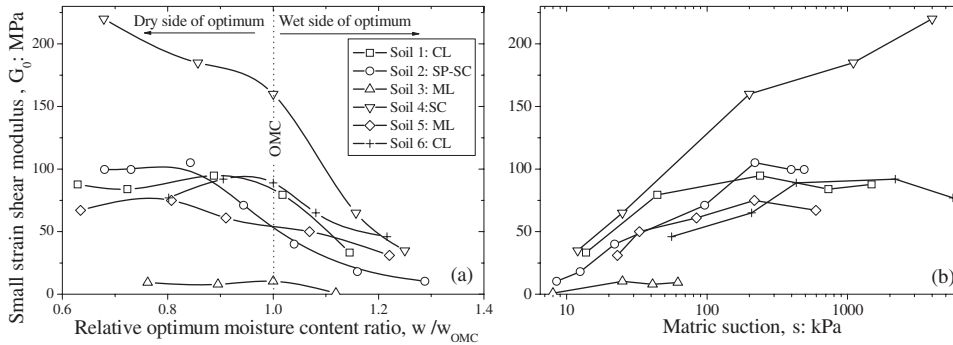 Small strain shear modulus , G0: MPa
200
150
100
50
0
Dry side of optimum
Wet side of optimum
OMC
Soil 1: CL
Soil 2: SP-SC
Soil 3: ML
Soil 4:SC
Soil 5: ML
Soil 6: CL
(a)
0.6 0.8 1.0 1.2 1.4
Relative optimum moisture content ratio, w /wOMC
200
150
100
50
0
(b)
10 100 1000
Matric suction, s: kPa